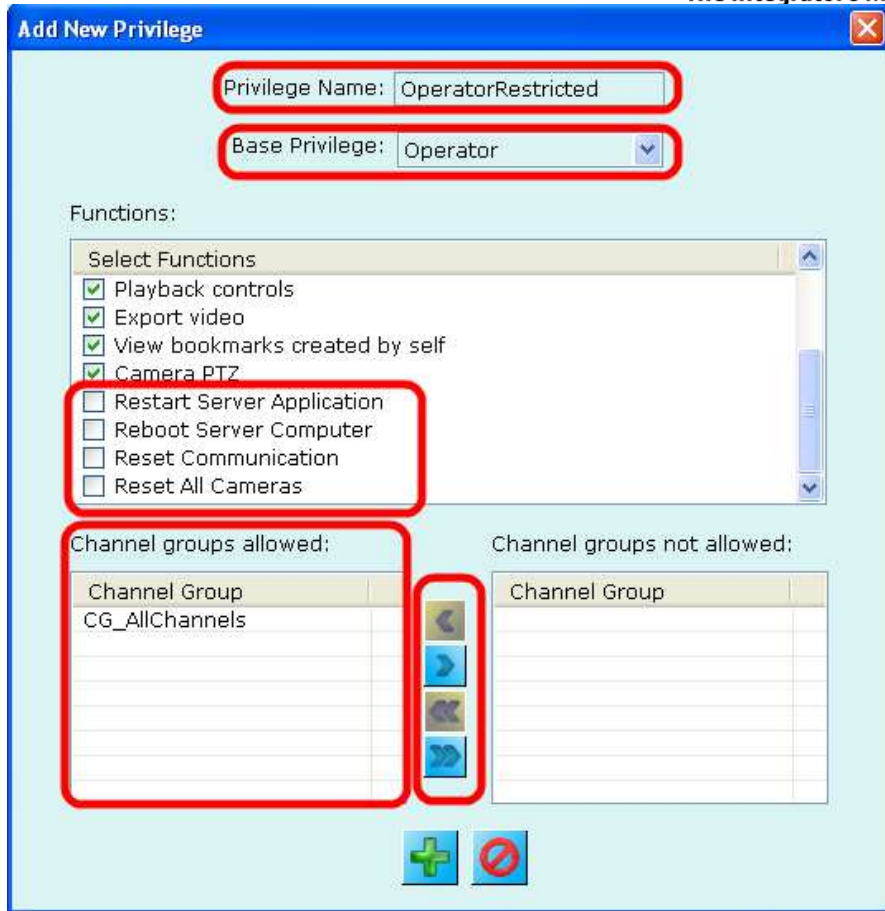 Add New Privilege
Privilege Name: OperatorRestricted
Base Privilege: Operator
Functions:
Select Functions
Playback controls
Export video
View bookmarks created by self
Camera PTZ
Restart Server Application
Reboot Server Computer
Reset Communication
Reset All Cameras
Channel groups allowed:
Channel groups not allowed:
Channel Group
Channel Group
CG_AllChannels